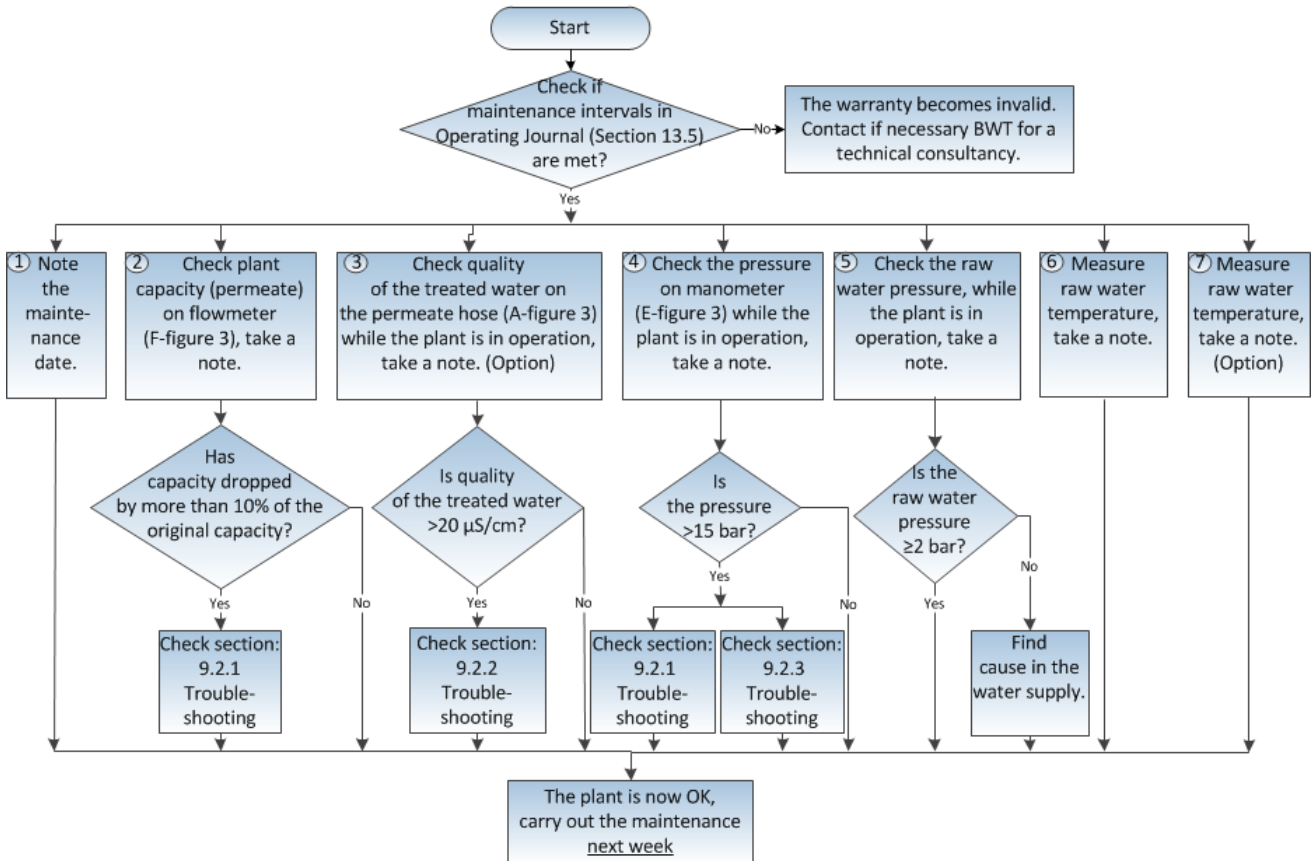 Start
Check if
maintenance intervals in
Operating Journal (Section 13.5)
are met?
No
The warranty becomes invalid.
Contact if necessary BWT for a
technical consultancy.
Yes
1 Note
the
mainte-
nance
date.
2 Check plant
capacity (permeate)
on flowmeter
(F-figure 3), take a
note.
3 Check quality
of the treated water on
the permeate hose (A-figure 3)
while the plant is in operation,
take a note. (Option)
4 Check the pressure
on manometer
(E-figure 3) while the
plant is in operation,
take a note.
5 Check the raw
water pressure, while
the plant is in
operation, take a
note.
6 Measure
raw water
temperature,
take a note.
7 Measure
raw water
temperature,
take a note.
(Option)
Has
capacity dropped
by more than 10% of the
original capacity?
Is quality
of the treated water
>20 µS/cm?
Is
the pressure
>15 bar?
Is the
raw water
pressure
≥2 bar?
Yes
No
Yes
No
Yes
No
Yes
No
Check section:
9.2.1
Trouble-
shooting
Check section:
9.2.2
Trouble-
shooting
Check section:
9.2.1
Trouble-
shooting
Check section:
9.2.3
Trouble-
shooting
Find
cause in the
water supply.
The plant is now OK,
carry out the maintenance
next week